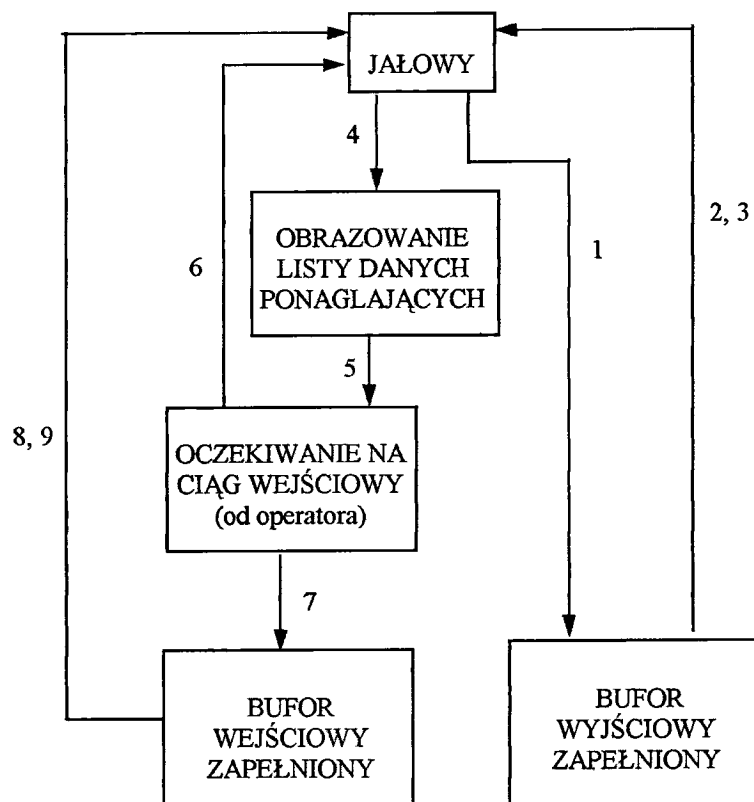 JAŁOWY
4
2, 3
6
1
OBRAZOWANIE
LISTY DANYCH
PONAGLAJĄCYCH
5
8, 9
OCZEKIWANIE NA
CIĄG WEJŚCIOWY
(od operatora)
7
BUFOR
WEJŚCIOWY
ZAPEŁNIONY
BUFOR
WYJŚCIOWY
ZAPEŁNIONY